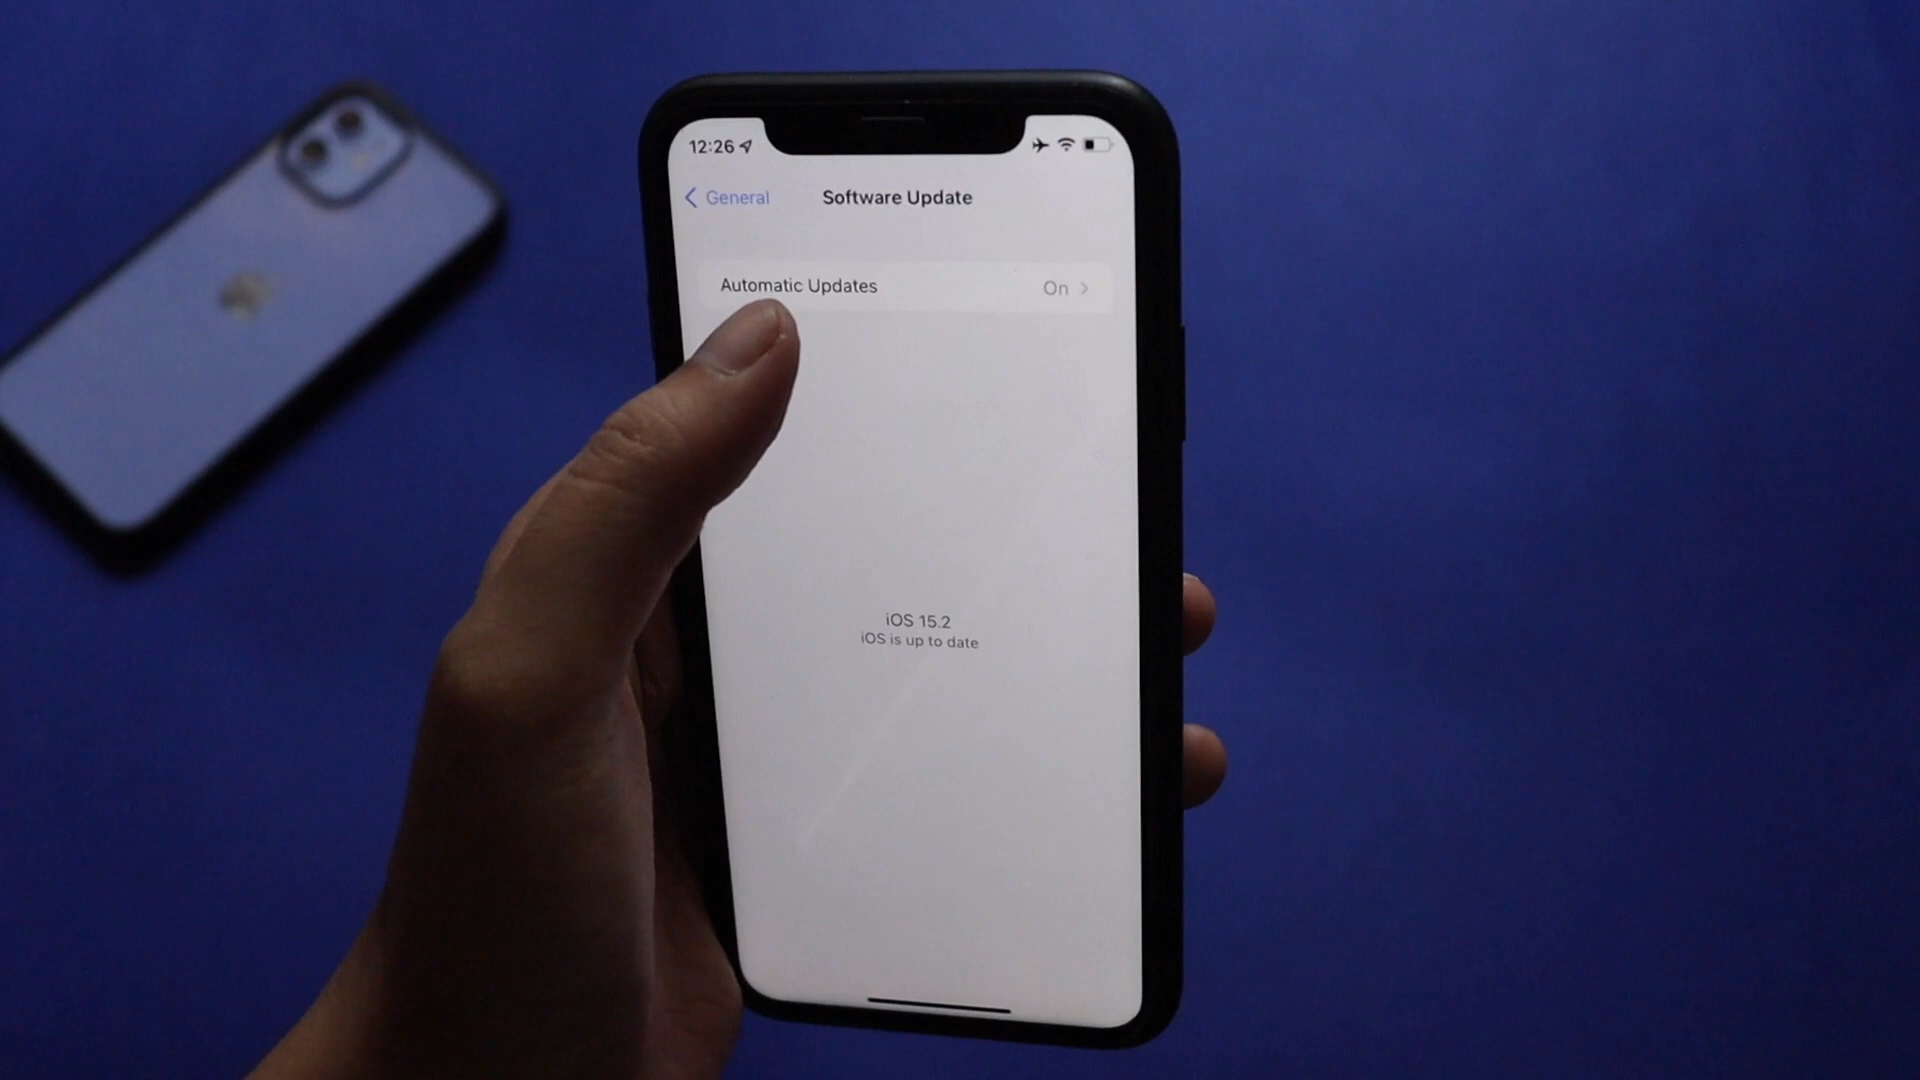 12:26
General
Software Update
Automatic Updates
On
iOS 15.2
iOS is up to date